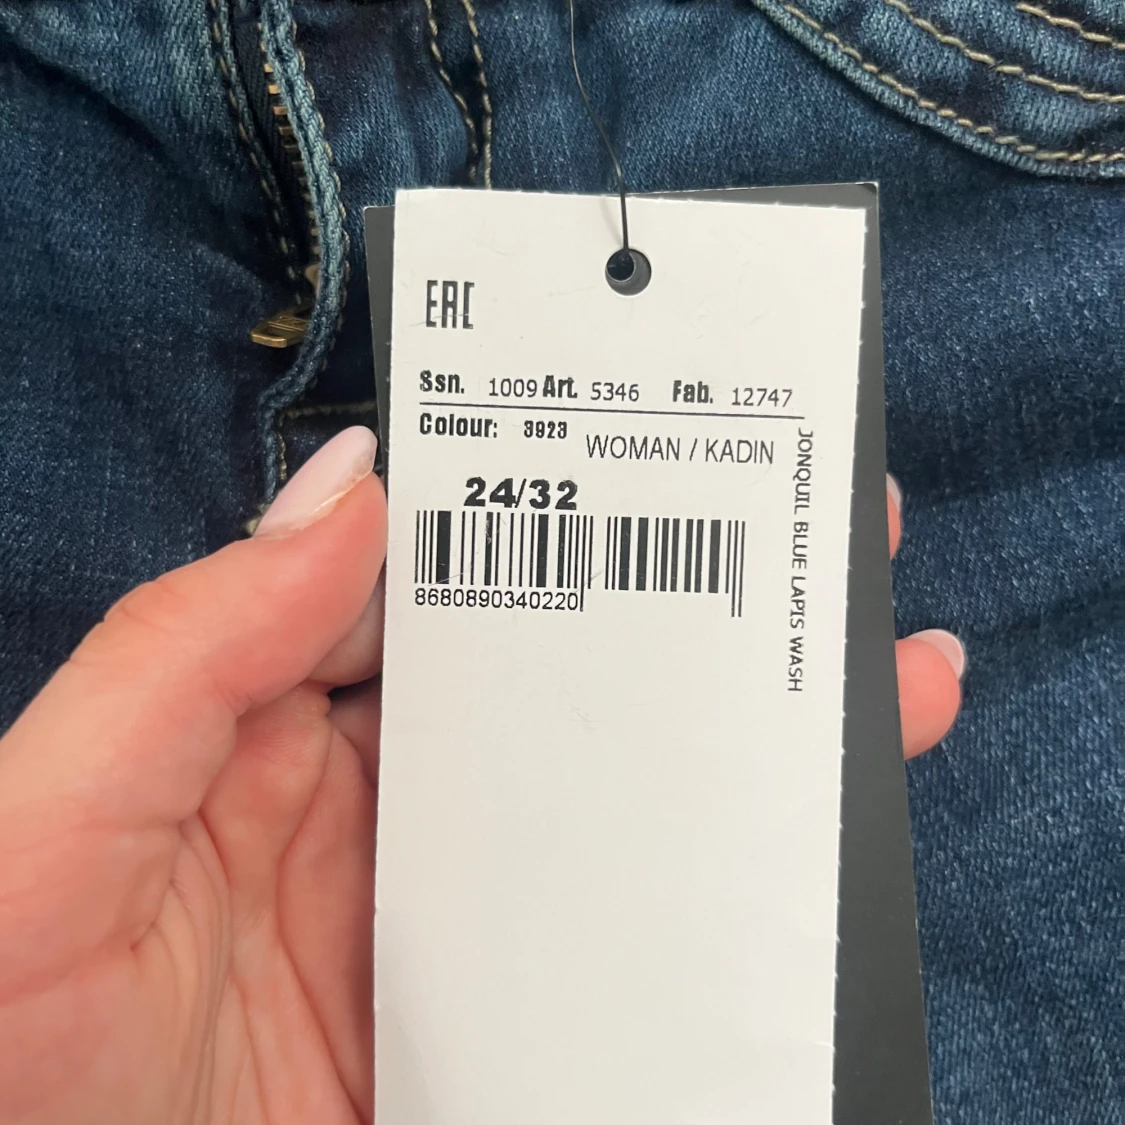 EAC
Ssn. 1009 Art. 5346 Fab. 12747
Colour: 3923
WOMAN / KADIN
24/32
8680890340220
JONQUIL BLUE LAPIS WASH